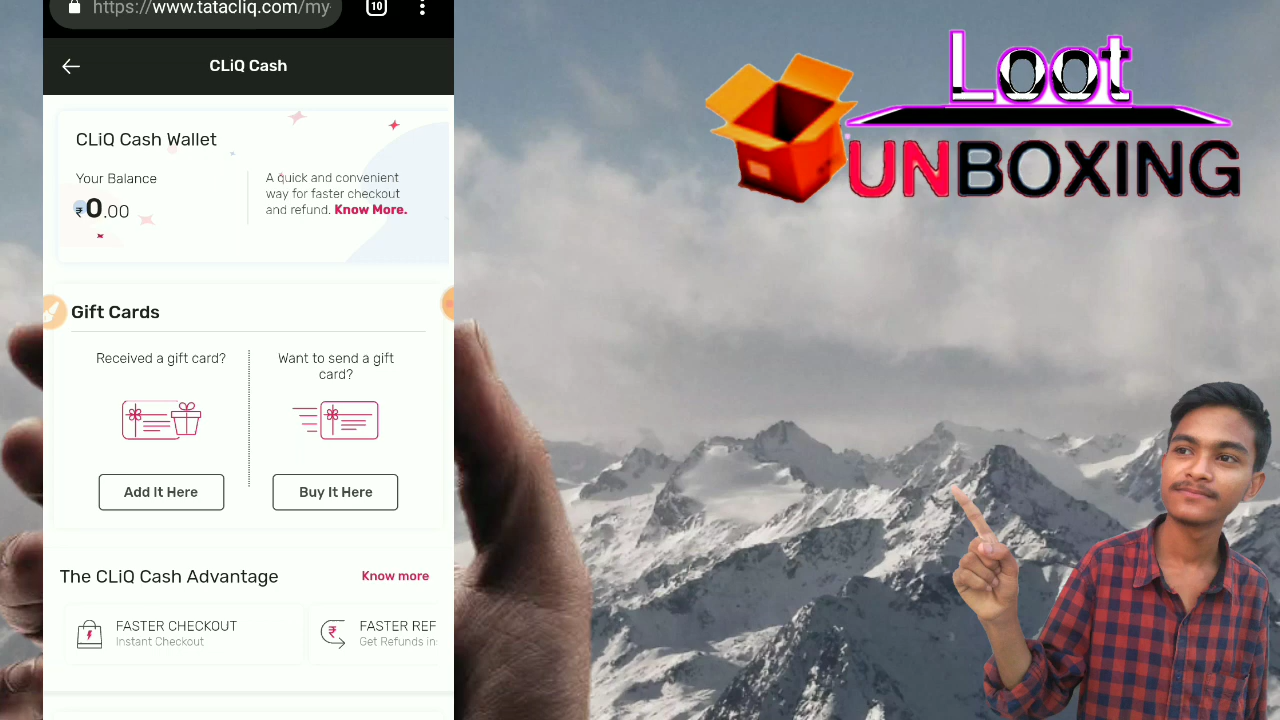 https://www.tatacliq.com/my
10
CLiQ Cash
CLiQ Cash Wallet
Your Balance
₹0.00
A quick and convenient
way for faster checkout
and refund. Know More.
Gift Cards
Received a gift card?
Want to send a gift
card?
Add It Here
Buy It Here
The CLiQ Cash Advantage
Know more
FASTER CHECKOUT
Instant Checkout
FASTER REF
Get Refunds in
Loot
UNBOXING